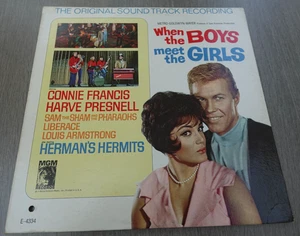 THE ORIGINAL SOUND TRACK RECORDING
When
the BOYS
meet the GIRLS
CONNIE FRANCIS
HARVE PRESNELL
SAM THE SHAM AND THE PHARAOHS
LIBERACE
LOUIS ARMSTRONG
HERMAN'S HERMITS
MGM
E-4334